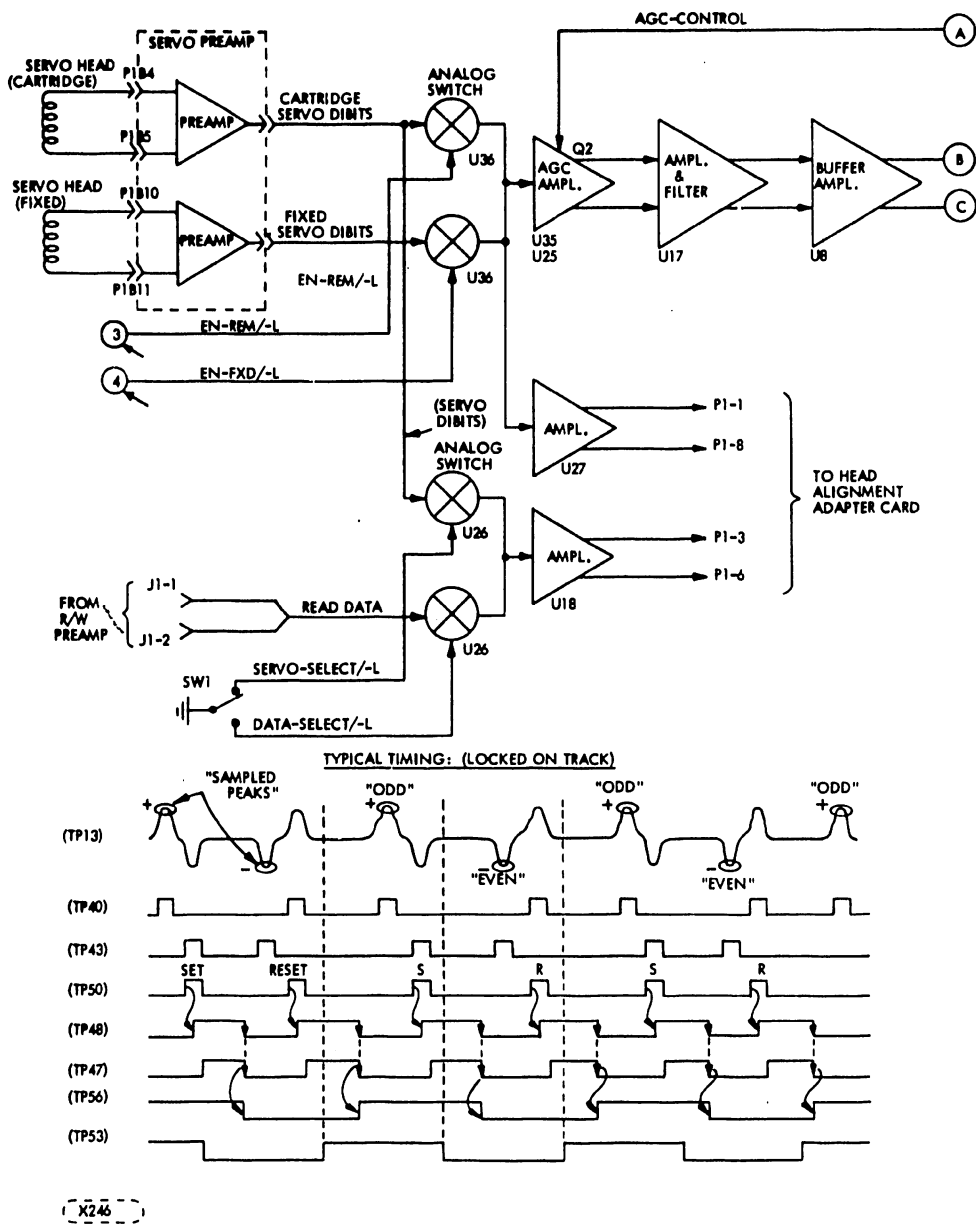 AGC-CONTROL
A
SERVO PREAMP
SERVO HEAD
(CARTRIDGE)
P1B4
P1B5
PREAMP
CARTRIDGE
SERVO DIBITS
ANALOG
SWITCH
U36
Q2
AGC
AMPL.
U35
U25
AMPL.
&
FILTER
U17
BUFFER
AMPL.
U8
B
C
SERVO HEAD
(FIXED)
P1B10
P1B11
PREAMP
FIXED
SERVO DIBITS
U36
EN-REM/-L
3
EN-REM/-L
4
EN-FXD/-L
(SERVO
DIBITS)
ANALOG
SWITCH
U26
AMPL.
U27
P1-1
P1-8
TO HEAD
ALIGNMENT
ADAPTER CARD
AMPL.
U18
P1-3
P1-6
FROM
R/W
PREAMP
J1-1
J1-2
READ DATA
U26
SW1
SERVO-SELECT/-L
DATA-SELECT/-L
TYPICAL TIMING: (LOCKED ON TRACK)
"SAMPLED
PEAKS"
"ODD"
"ODD"
"ODD"
+
+
+
+
(TP13)
-
-
-
"EVEN"
"EVEN"
(TP40)
(TP43)
SET
RESET
S
R
S
R
(TP50)
(TP48)
(TP47)
(TP56)
(TP53)
X246